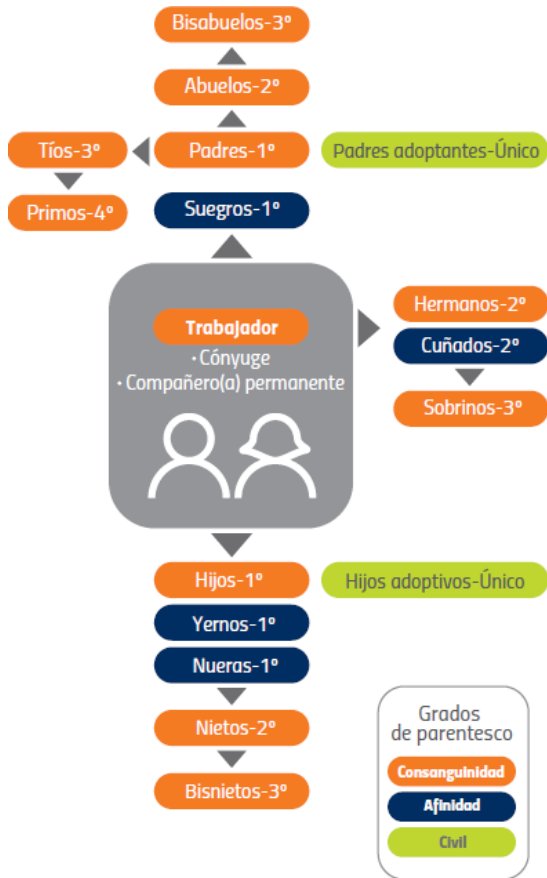 Bisabuelos-3º
Abuelos-2º
Tíos-3º
Padres-1º
Padres adoptantes-Único
Primos-4º
Suegros-1º
Trabajador
· Cónyuge
· Compañero(a) permanente
Hermanos-2º
Cuñados-2º
Sobrinos-3º
Hijos-1º
Hijos adoptivos-Único
Yernos-1º
Nueras-1º
Nietos-2º
Bisnietos-3º
Grados
de parentesco
Consanguinidad
Afinidad
Civil